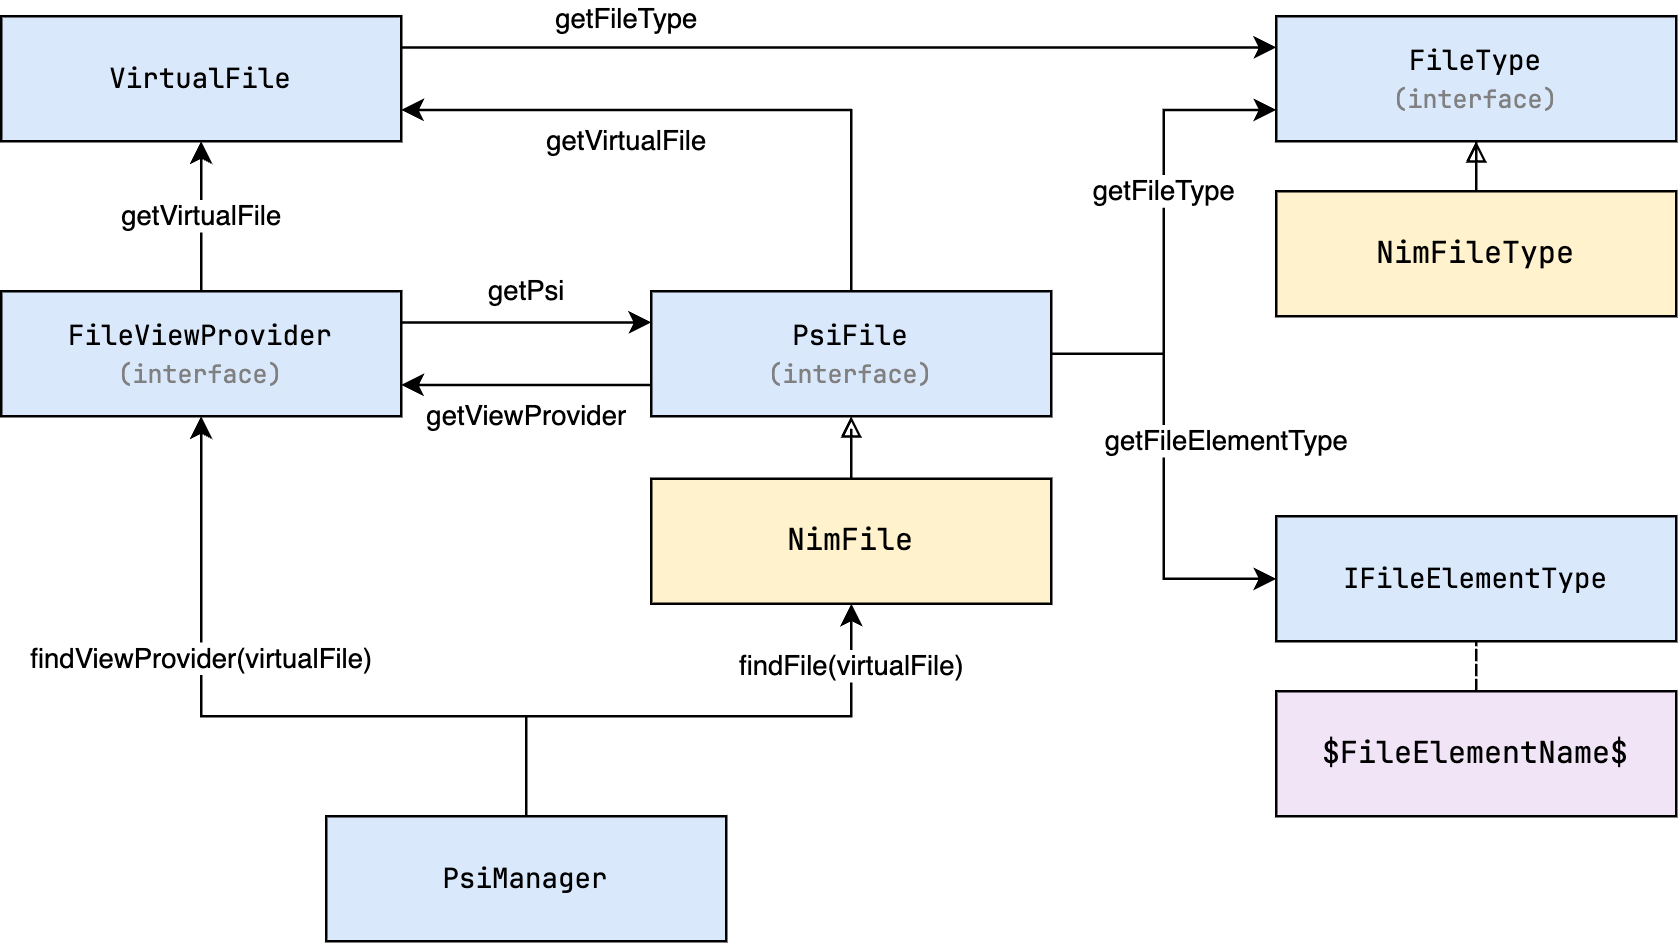 getFileType
VirtualFile
FileType
(interface)
getVirtualFile
getFileType
getVirtualFile
NimFileType
getPsi
FileViewProvider
(interface)
PsiFile
(interface)
getViewProvider
getFileElementType
NimFile
IFileElementType
findViewProvider(virtualFile)
findFile(virtualFile)
$FileElementName$
PsiManager